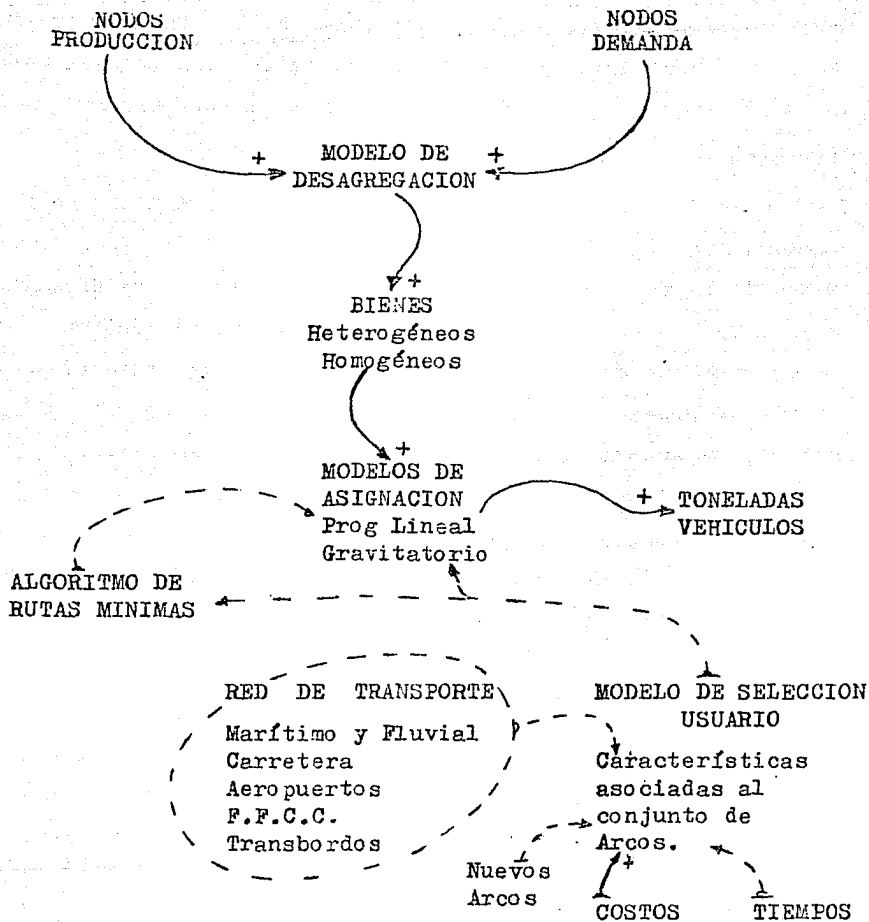 NODOS
PRODUCCION
NODOS
DEMANDA
+
+
MODELO DE
DESAGREGACION
+
BIENES
Heterogéneos
Homogéneos
+
MODELOS DE
ASIGNACION
Prog Lineal
Gravitatorio
+
TONELADAS
VEHICULOS
ALGORITMO DE
RUTAS MINIMAS
RED DE TRANSPORTE
Marítimo y Fluvial
Carretera
Aeropuertos
F.F.C.C.
Transbordos
MODELO DE SELECCION
USUARIO
Características
asociadas al
conjunto de
Arcos.
Nuevos
Arcos
+
COSTOS
TIEMPOS